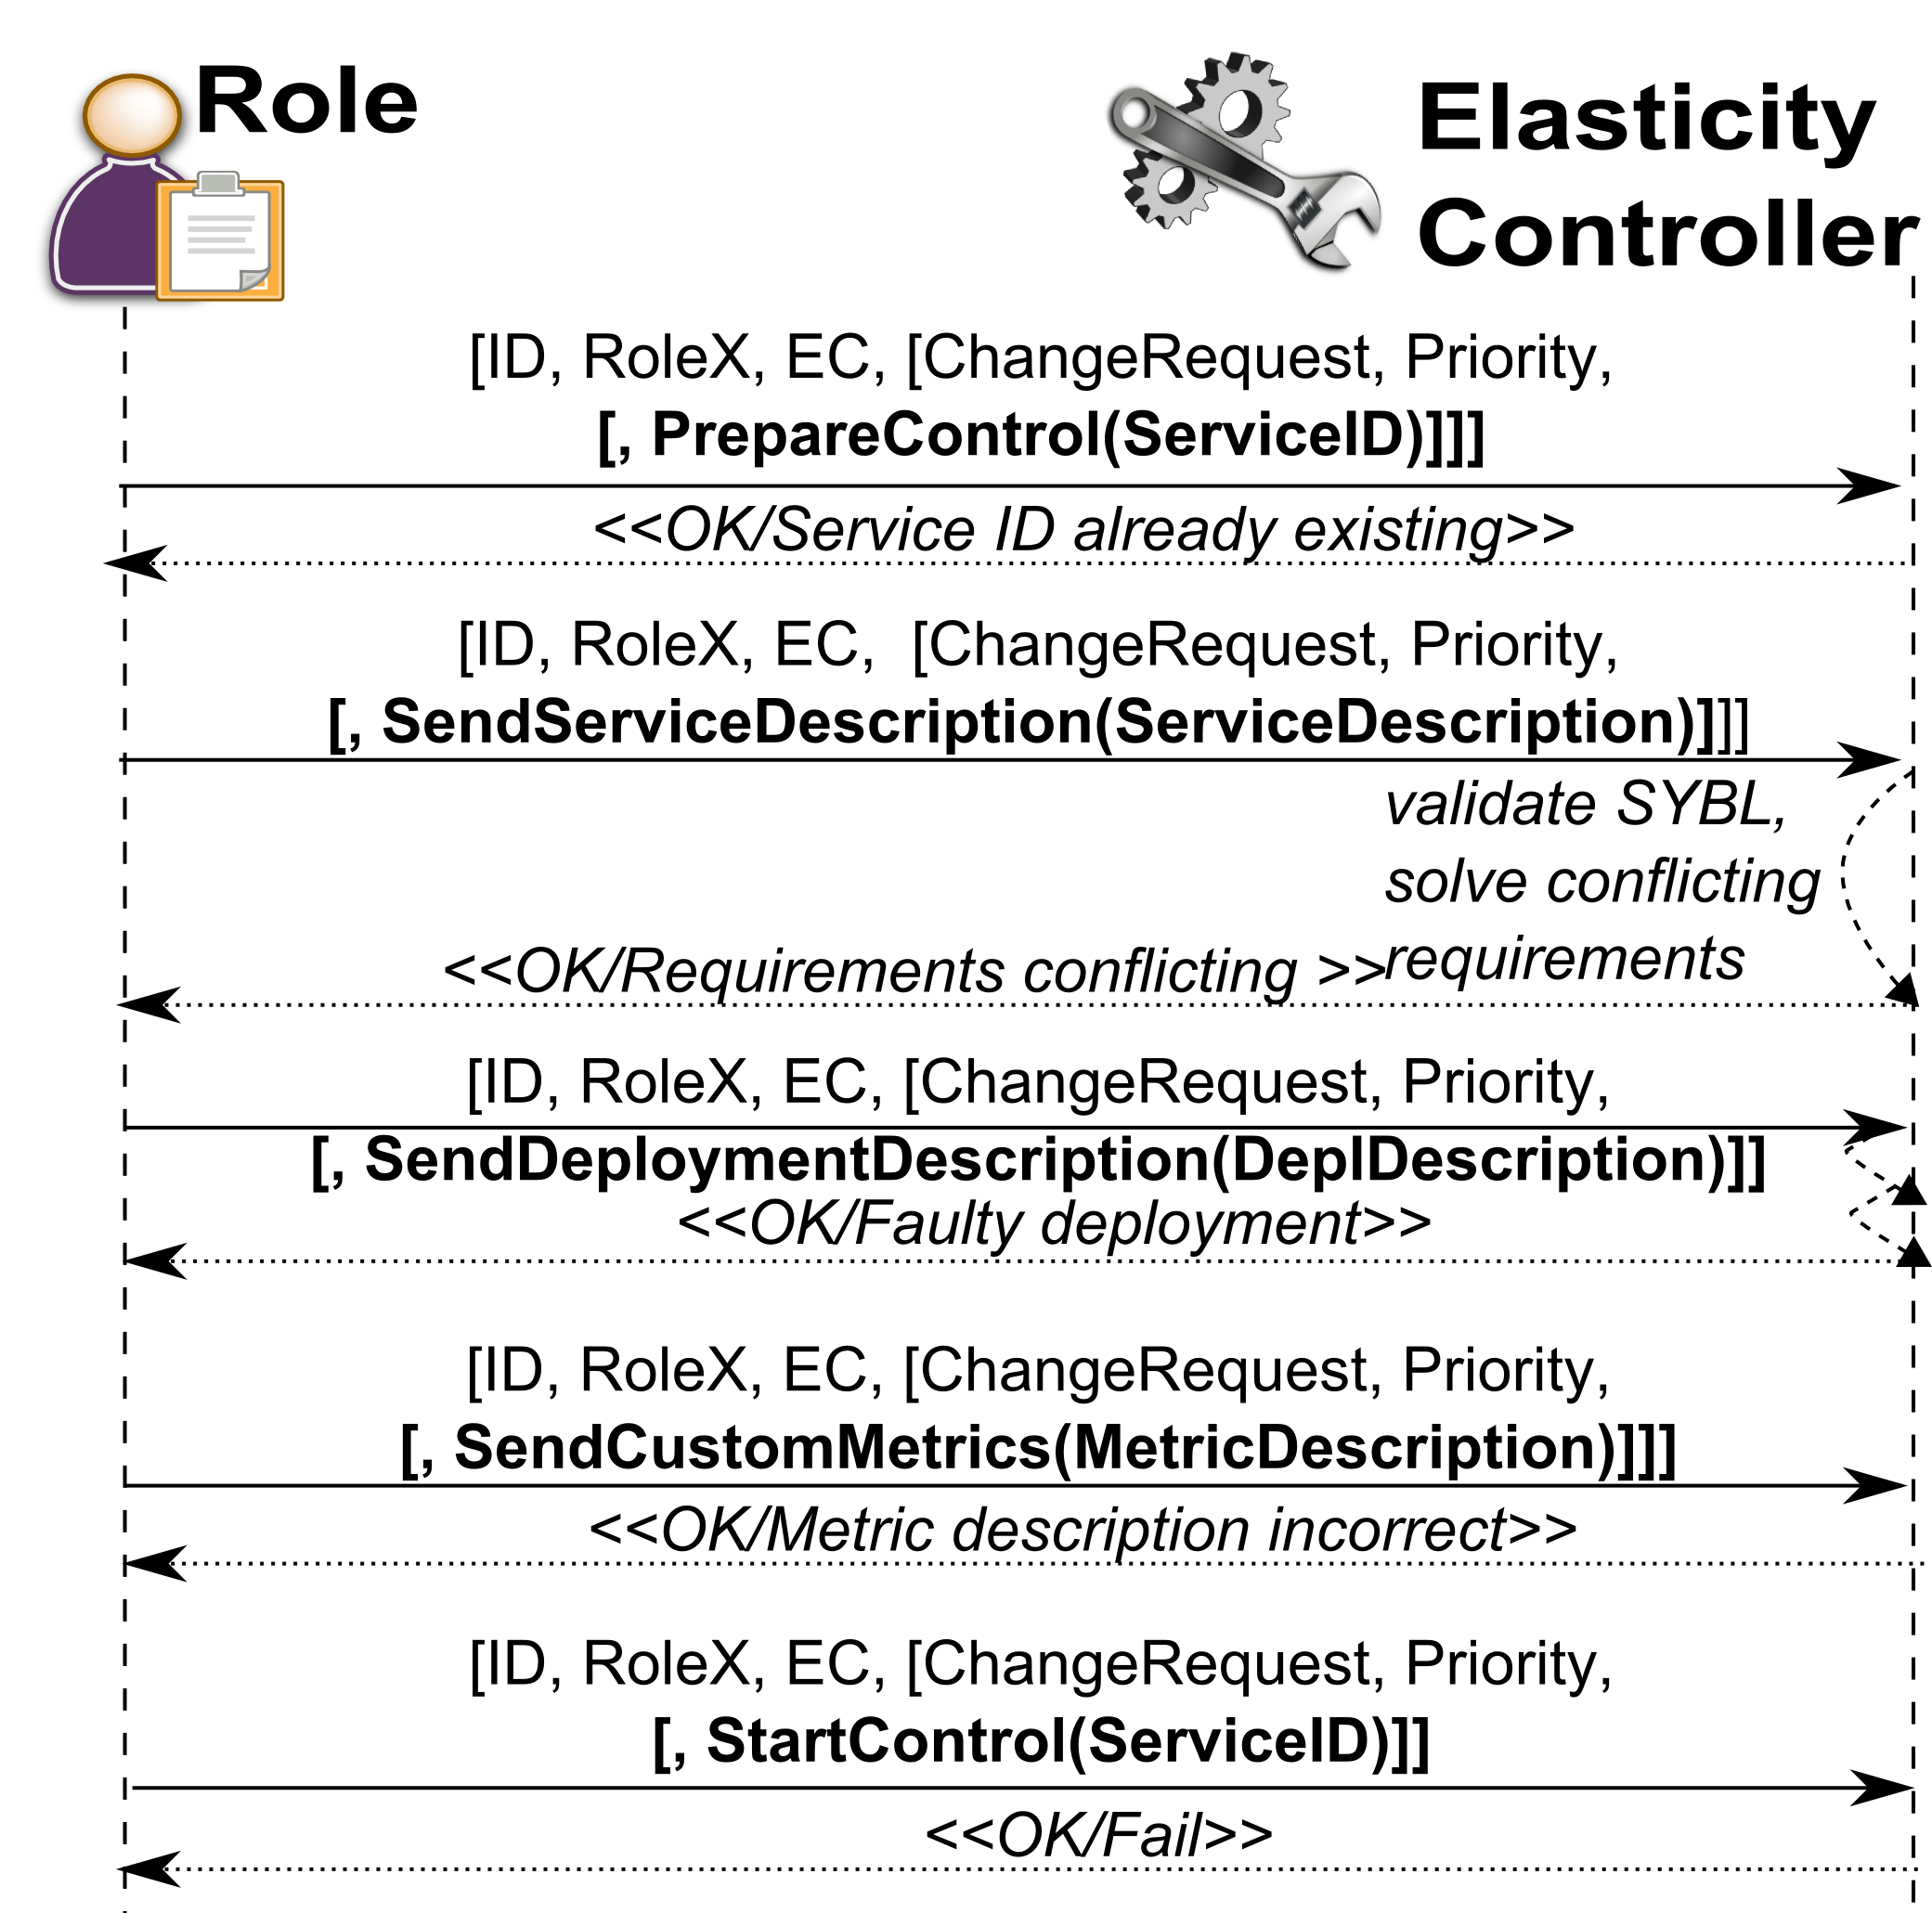 Role
Elasticity
Controller
[ID, RoleX, EC, [ChangeRequest, Priority,
[, PrepareControl(ServiceID)]]]
<<OK/Service ID already existing>>
[ID, RoleX, EC,  [ChangeRequest, Priority,
[, SendServiceDescription(ServiceDescription)]]]
validate SYBL,
solve conflicting
requirements
<<OK/Requirements conflicting >>
[ID, RoleX, EC, [ChangeRequest, Priority,
[, SendDeploymentDescription(DeplDescription)]]
<<OK/Faulty deployment>>
[ID, RoleX, EC, [ChangeRequest, Priority,
[, SendCustomMetrics(MetricDescription)]]]
<<OK/Metric description incorrect>>
[ID, RoleX, EC, [ChangeRequest, Priority,
[, StartControl(ServiceID)]]
<<OK/Fail>>